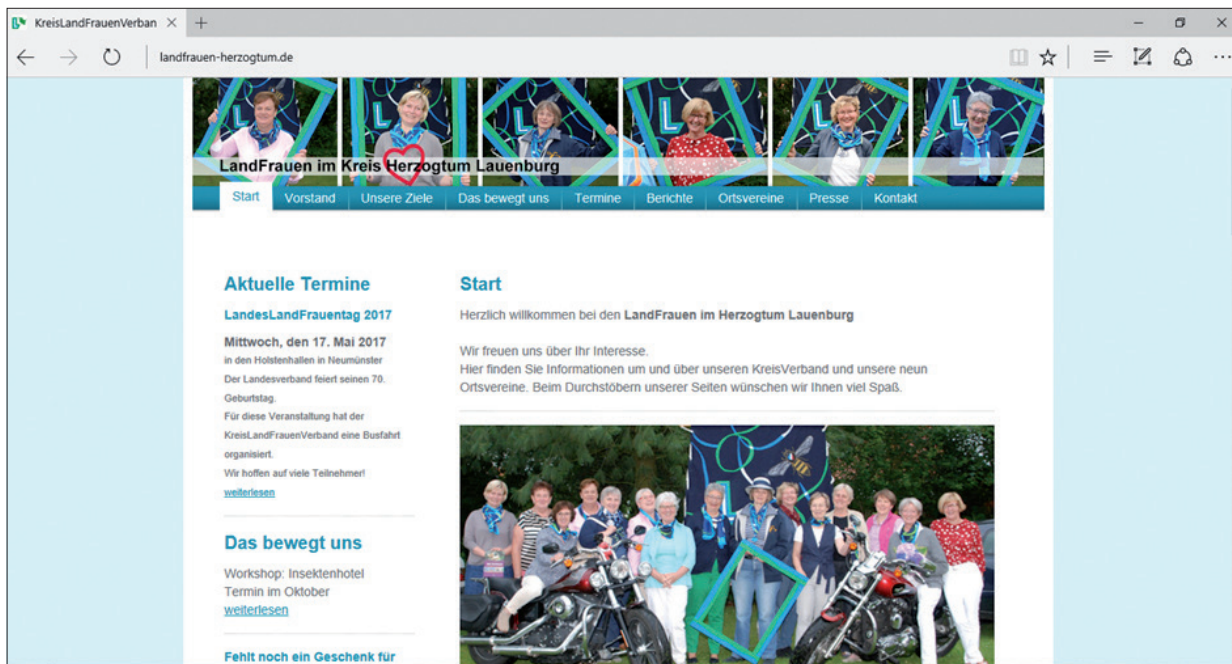 KreisLandFrauenVerban
landfrauen-herzogtum.de
LandFrauen im Kreis Herzogtum Lauenburg
Start Vorstand Unsere Ziele Das bewegt uns Termine Berichte Ortsvereine Presse Kontakt
Aktuelle Termine
LandesLandFrauentag 2017
Mittwoch, den 17. Mai 2017
in den Holstenhallen in Neumünster
Der Landesverband feiert seinen 70.
Geburtstag.
Für diese Veranstaltung hat der
KreisLandFrauenVerband eine Busfahrt
organisiert.
Wir hoffen auf viele Teilnehmer!
weiterlesen
Das bewegt uns
Workshop: Insektenhotel
Termin im Oktober
weiterlesen
Fehlt noch ein Geschenk für
Start
Herzlich willkommen bei den LandFrauen im Herzogtum Lauenburg
Wir freuen uns über Ihr Interesse.
Hier finden Sie Informationen um und über unseren KreisVerband und unsere neun
Ortsvereine. Beim Durchstöbern unserer Seiten wünschen wir Ihnen viel Spaß.